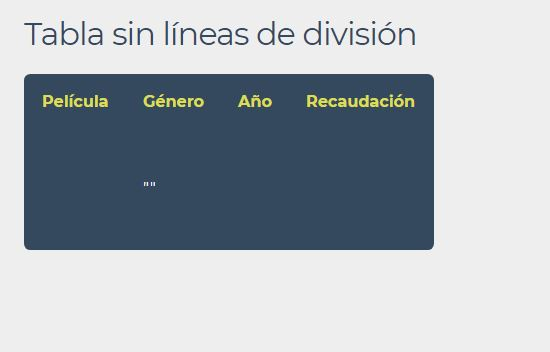 Tabla sin líneas de división
Película Género Año Recaudación
""